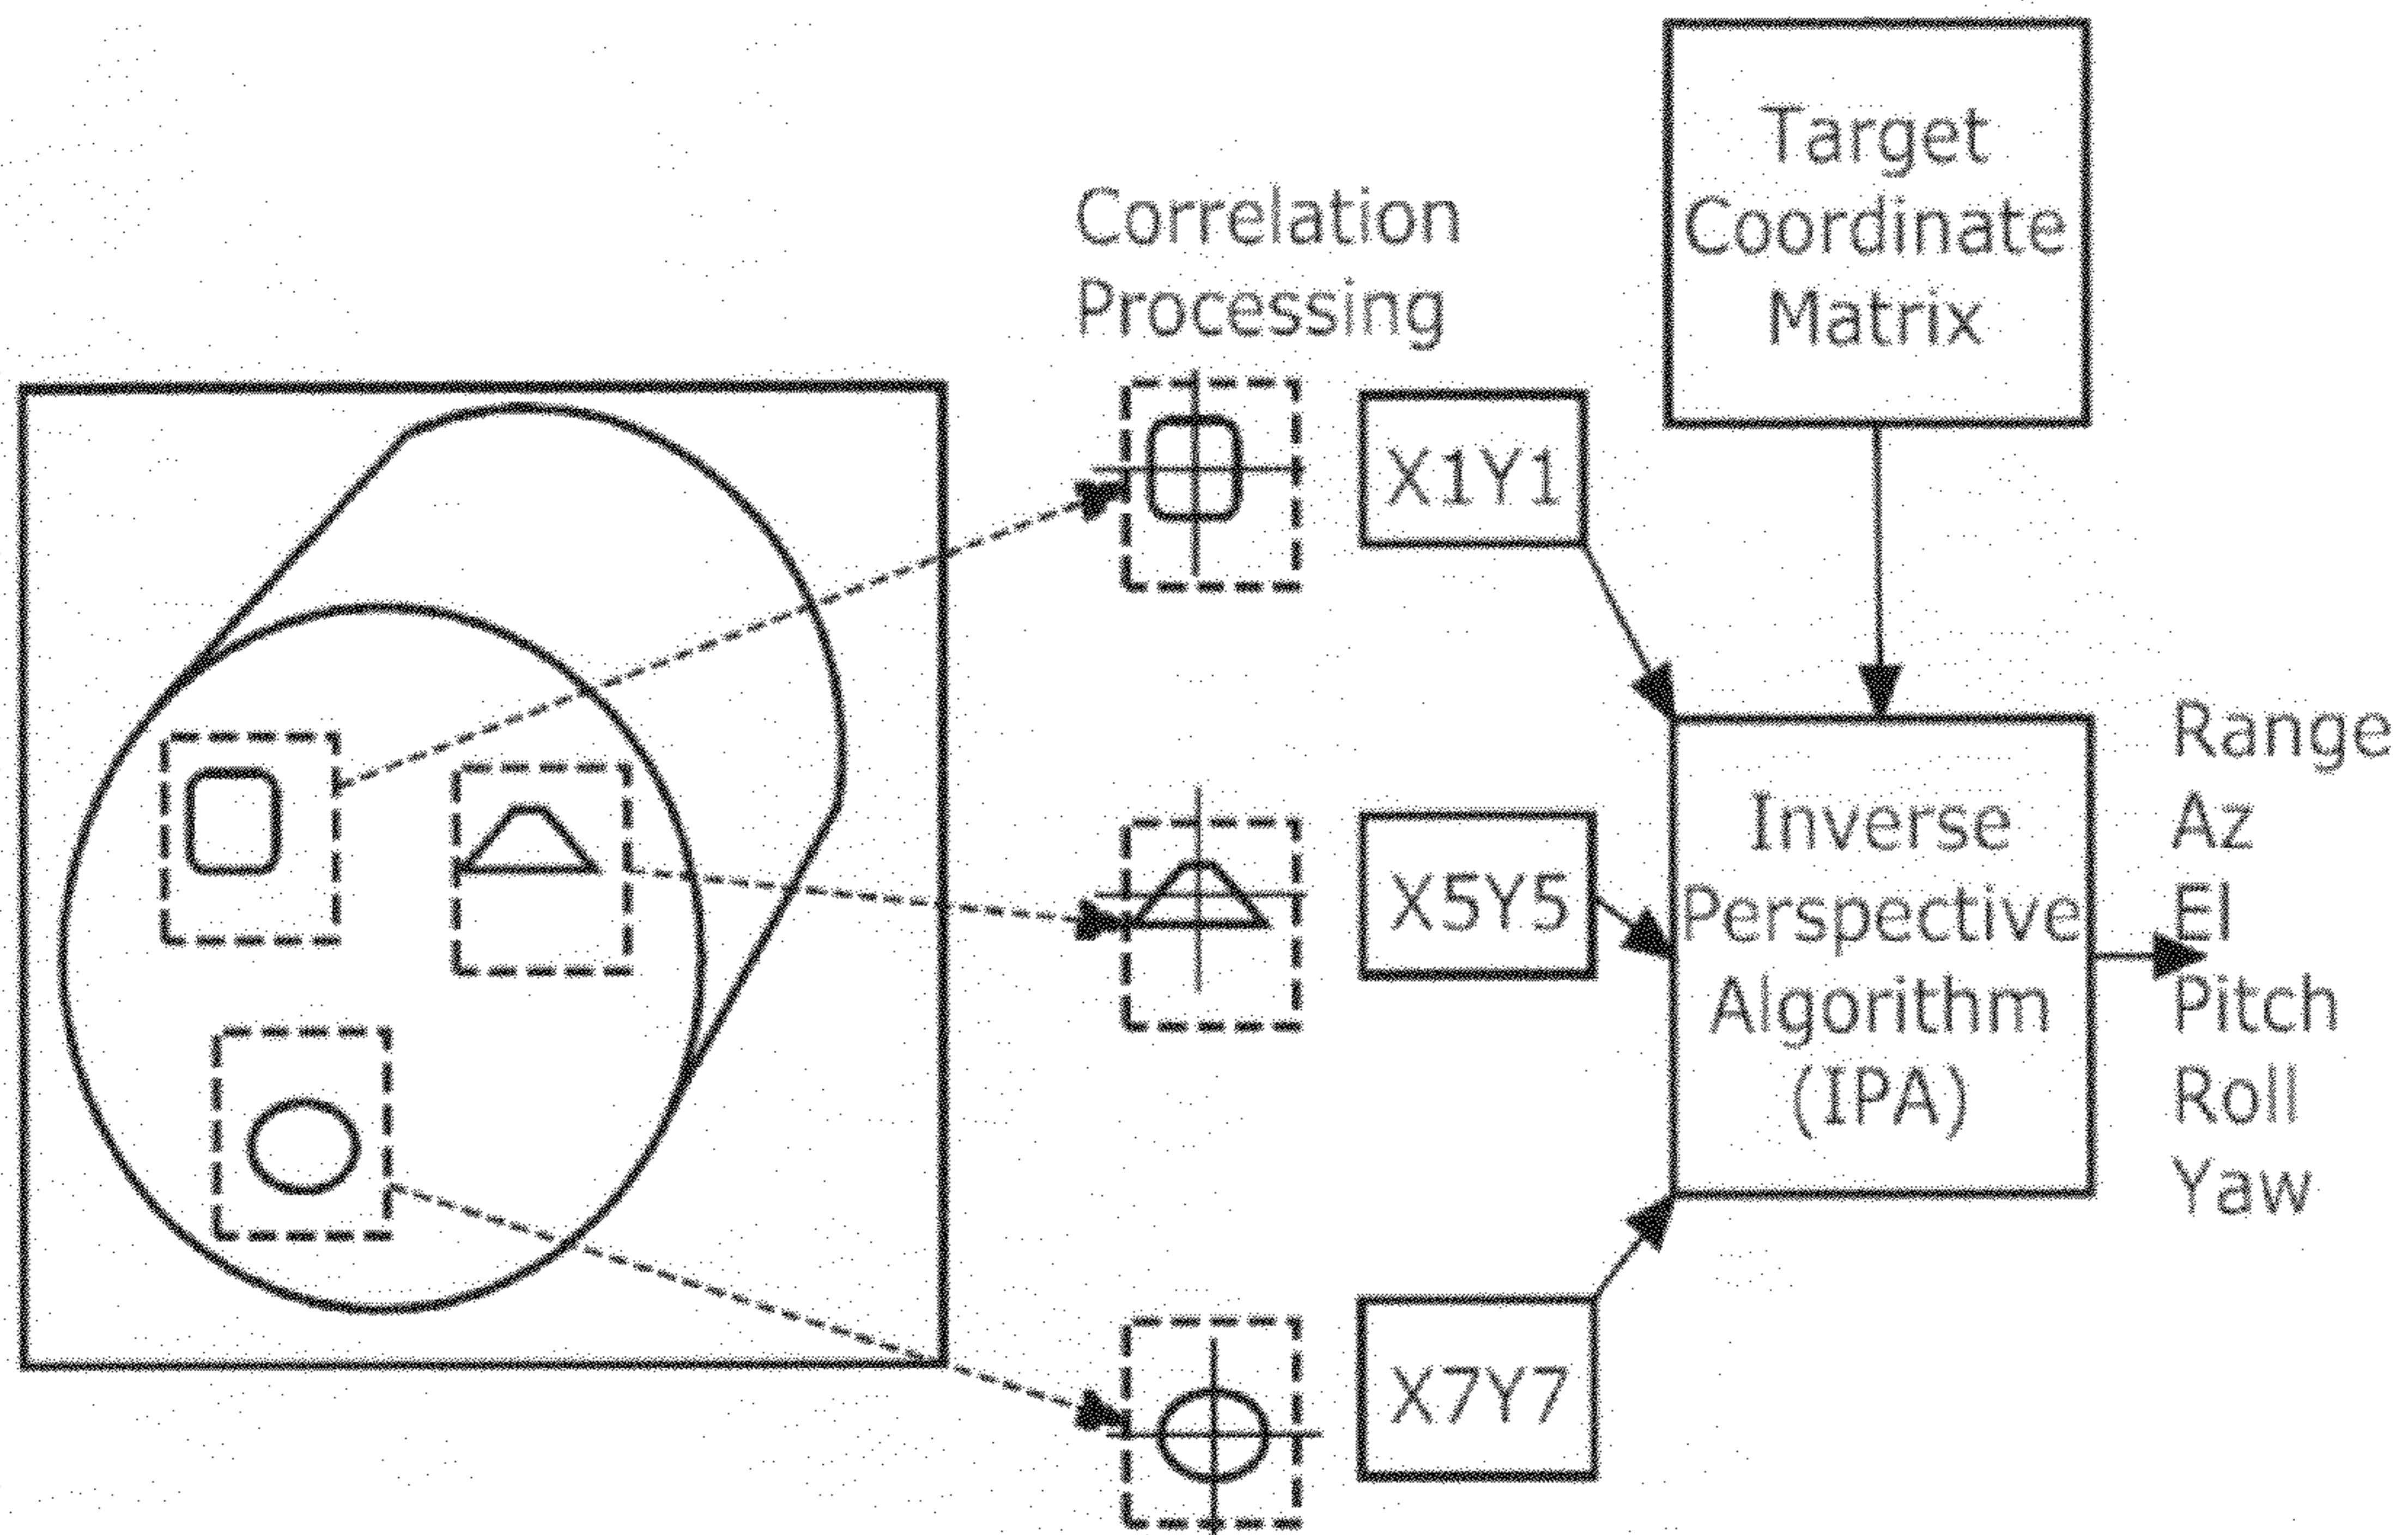 Target
Coordinate
Matrix
Correlation
Processing
X1Y1
X5Y5
X7Y7
Inverse
Perspective
Algorithm
(IPA)
Range
Az
El
Pitch
Roll
Yaw